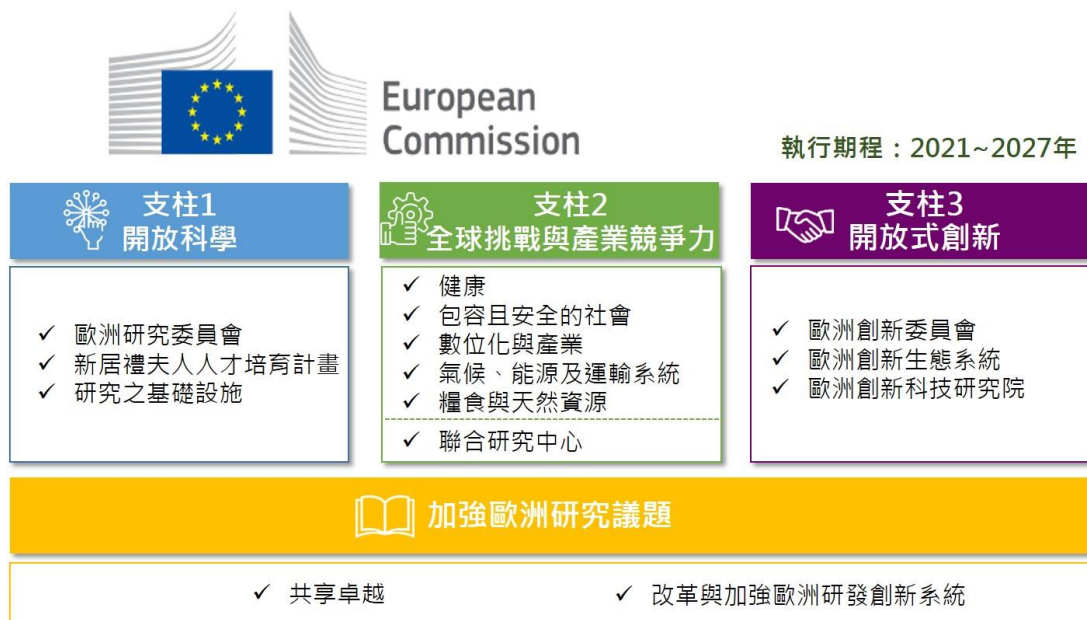 European
Commission
執行期程：2021~2027年
支柱1
開放科學
支柱2
全球挑戰與產業競爭力
支柱3
開放式創新
✓ 歐洲研究委員會
✓ 新居禮夫人人才培育計畫
✓ 研究之基礎設施
✓ 健康
✓ 包容且安全的社會
✓ 數位化與產業
✓ 氣候、能源及運輸系統
✓ 糧食與天然資源
✓ 聯合研究中心
✓ 歐洲創新委員會
✓ 歐洲創新生態系統
✓ 歐洲創新科技研究院
加強歐洲研究議題
✓ 共享卓越
✓ 改革與加強歐洲研發創新系統